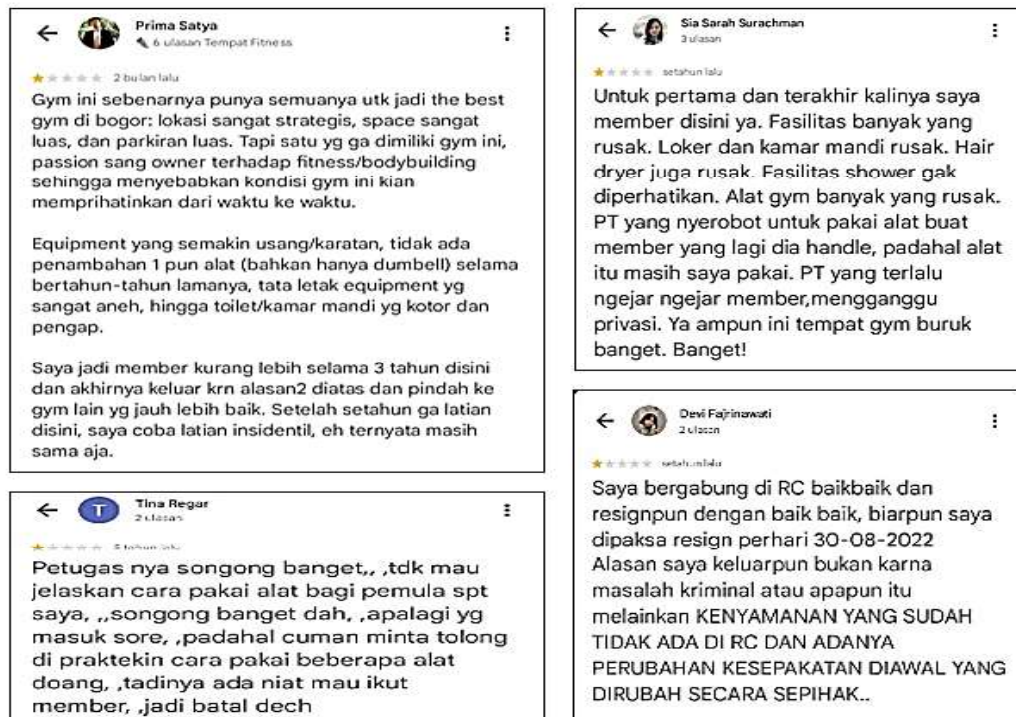 Prima Satya
6 ulasan Tempat Fitness
2 bulan lalu
Gym ini sebenarnya punya semuanya utk jadi the best
gym di bogor: lokasi sangat strategis, space sangat
luas, dan parkiran luas. Tapi satu yg ga dimiliki gym ini,
passion sang owner terhadap fitness/bodybuilding
sehingga menyebabkan kondisi gym ini kian
memprihatinkan dari waktu ke waktu.
Equipment yang semakin usang/karatan, tidak ada
penambahan 1 pun alat (bahkan hanya dumbell) selama
bertahun-tahun lamanya, tata letak equipment yg
sangat aneh, hingga toilet/kamar mandi yg kotor dan
pengap.
Saya jadi member kurang lebih selama 3 tahun disini
dan akhirnya keluar krn alasan2 diatas dan pindah ke
gym lain yg jauh lebih baik. Setelah setahun ga latian
disini, saya coba latian insidentil, eh ternyata masih
sama aja.
T
Tina Regar
2 ulasan
tahun lalu
Petugas nya songong banget,, ,tdk mau
jelaskan cara pakai alat bagi pemula spt
saya, ,,songong banget dah, ,apalagi yg
masuk sore, ,padahal cuman minta tolong
di praktekin cara pakai beberapa alat
doang, ,tadinya ada niat mau ikut
member, ,jadi batal dech
Sia Sarah Surachman
3 ulasan
setahun lalu
Untuk pertama dan terakhir kalinya saya
member disini ya. Fasilitas banyak yang
rusak. Loker dan kamar mandi rusak. Hair
dryer juga rusak. Fasilitas shower gak
diperhatikan. Alat gym banyak yang rusak.
PT yang nyerobot untuk pakai alat buat
member yang lagi dia handle, padahal alat
itu masih saya pakai. PT yang terlalu
ngejar ngejar member,mengganggu
privasi. Ya ampun ini tempat gym buruk
banget. Banget!
Devi Fajrinawati
2 ulasan
setahun lalu
Saya bergabung di RC baikbaik dan
resignpun dengan baik baik, biarpun saya
dipaksa resign perhari 30-08-2022
Alasan saya keluarpun bukan karna
masalah kriminal atau apapun itu
melainkan KENYAMANAN YANG SUDAH
TIDAK ADA DI RC DAN ADANYA
PERUBAHAN KESEPAKATAN DIAWAL YANG
DIRUBAH SECARA SEPIHAK..